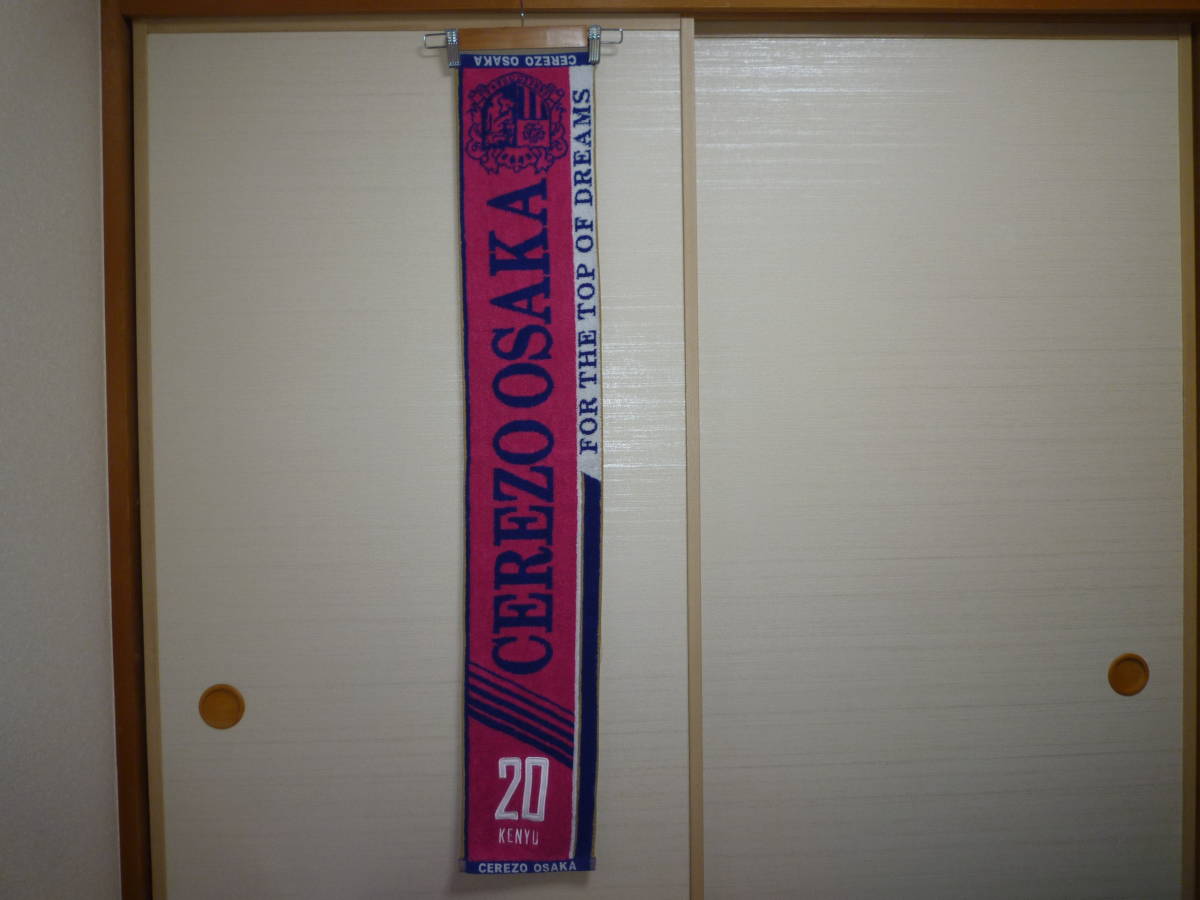 CEREZO OSAKA
CEREZO OSAKA
FOR THE TOP OF DREAMS
20
KENYU
CEREZO OSAKA